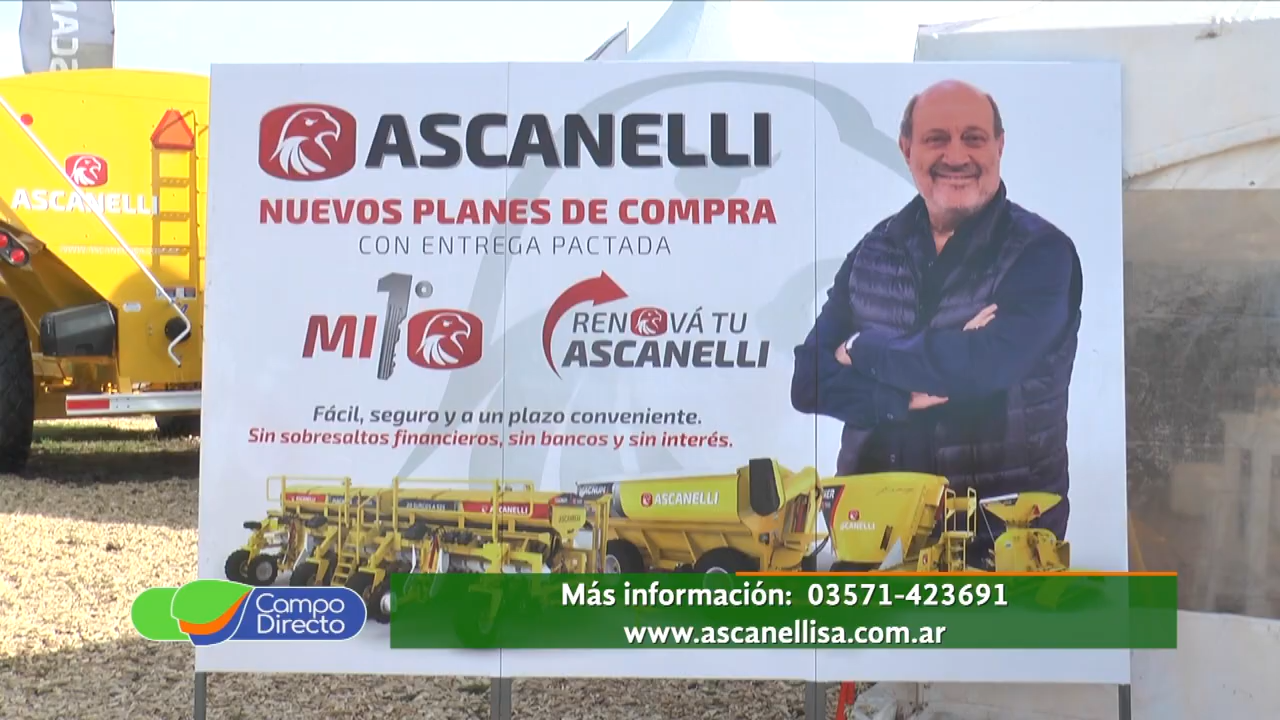 ASCANELLI
ASCANELLI
NUEVOS PLANES DE COMPRA
CON ENTREGA PACTADA
MI 1°
RENOVÁ TU
ASCANELLI
Fácil, seguro y a un plazo conveniente.
Sin sobresaltos financieros, sin bancos y sin interés.
ASCANELLI
ASCANELLI
ASCANELLI
ASCANELLI
Campo
Directo
Más información: 03571-423691
www.ascanellisa.com.ar